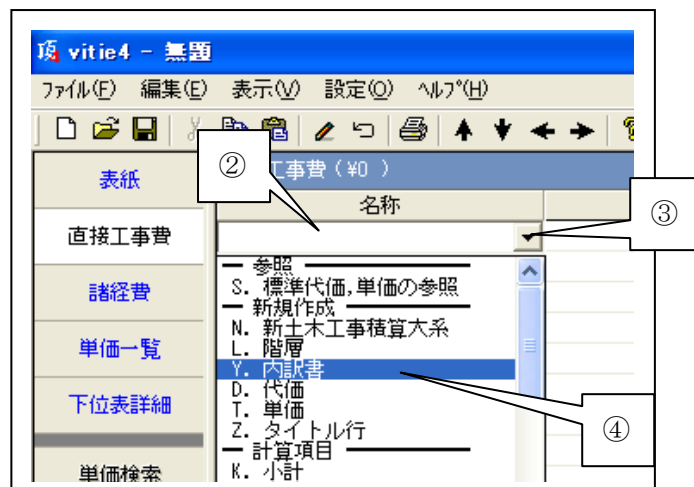 頂 vitie4 - 無題
ファイル(F) 編集(E) 表示(V) 設定(O) ヘルプ(H)
表紙
直接工事費
諸経費
単価一覧
下位表詳細
単価検索
②
工事費(¥0 )
名称
③
参照
S. 標準代価,単価の参照
新規作成
N. 新土木工事積算大系
L. 階層
Y. 内訳書
D. 代価
T. 単価
Z. タイトル行
計算項目
K. 小計
④